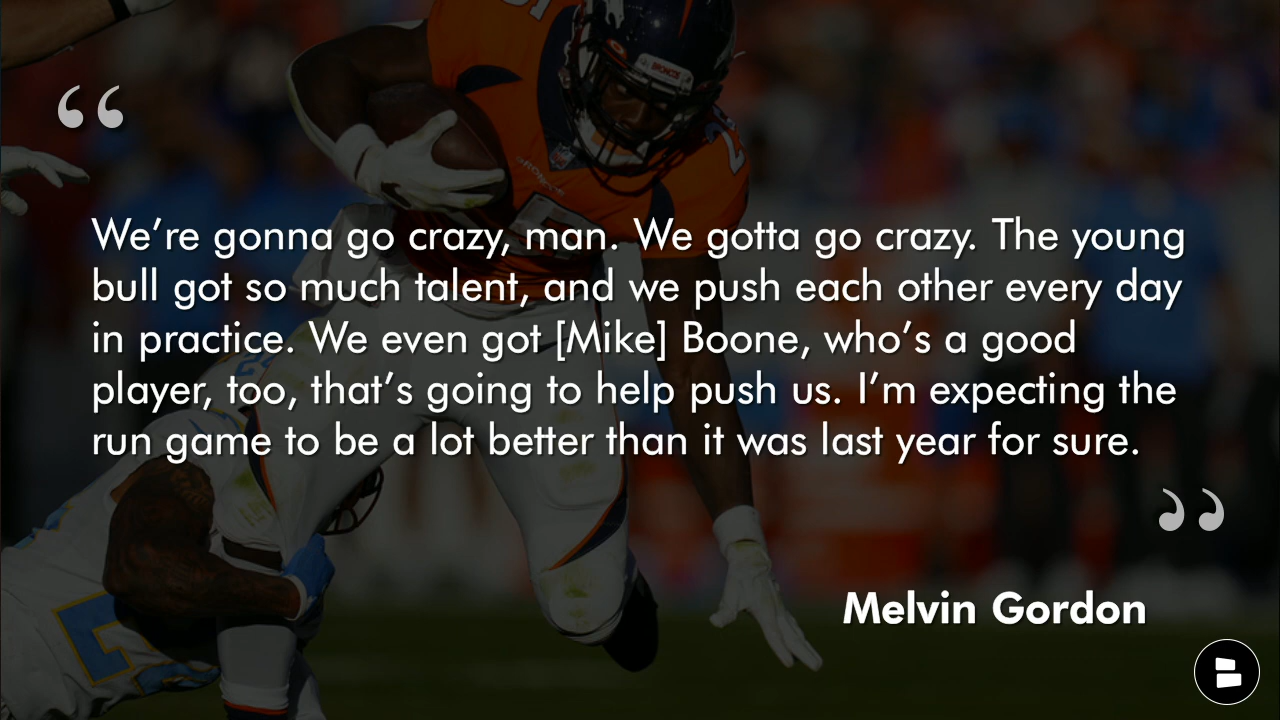 “
We’re gonna go crazy, man. We gotta go crazy. The young
bull got so much talent, and we push each other every day
in practice. We even got [Mike] Boone, who’s a good
player, too, that’s going to help push us. I’m expecting the
run game to be a lot better than it was last year for sure.
”
Melvin Gordon
BRONCOS